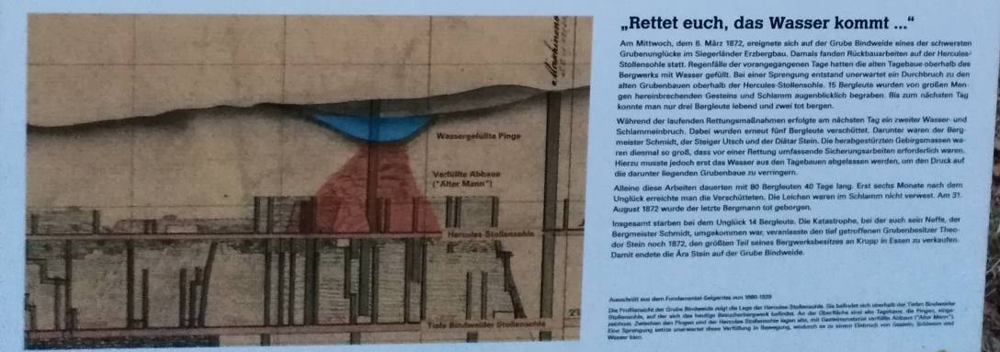 „Rettet euch, das Wasser kommt ...“
Am Mittwoch, dem 6. März 1872, ereignete sich auf der Grube Bindweide eines der schwersten
Grubenunglücke im Siegerländer Erzbergbau. Damals fanden Rückbauarbeiten auf der Hercules-
Stollensohle statt. Regenfälle der vorangegangenen Tage hatten die alten Tagebaue oberhalb des
Bergwerks mit Wasser gefüllt. Bei einer Sprengung entstand unerwartet ein Durchbruch zu den
alten Grubenbauen oberhalb der Hercules-Stollensohle. 15 Bergleute wurden von großen Men-
gen hereinbrechenden Gesteins und Schlamm augenblicklich begraben. Bis zum nächsten Tag
konnte man nur drei Bergleute lebend und zwei tot bergen.
Während der laufenden Rettungsmaßnahmen erfolgte am nächsten Tag ein zweiter Wasser- und
Schlammeinbruch. Dabei wurden erneut fünf Bergleute verschüttet. Darunter waren der Berg-
meister Schmidt, der Steiger Utsch und der Diätar Stein. Die herabgestürzten Gebirgsmassen wa-
ren diesmal so groß, dass vor einer Rettung umfassende Sicherungsarbeiten erforderlich waren.
Hierzu musste jedoch erst das Wasser aus den Tagebauen abgelassen werden, um den Druck auf
die darunter liegenden Grubenbaue zu verringern.
Alleine diese Arbeiten dauerten mit 80 Bergleuten 40 Tage lang. Erst sechs Monate nach dem
Unglück erreichte man die Verschütteten. Die Leichen waren im Schlamm nicht verwest. Am 31.
August 1872 wurde der letzte Bergmann tot geborgen.
Insgesamt starben bei dem Unglück 14 Bergleute. Die Katastrophe, bei der auch sein Neffe, der
Bergmeister Schmidt, umgekommen war, veranlasste den tief getroffenen Grubenbesitzer Theo-
dor Stein noch 1872, den größten Teil seines Bergwerksbesitzes an Krupp in Essen zu verkaufen.
Damit endete die Ära Stein auf der Grube Bindweide.
Wassergefüllte Pinge
Verfüllte Abbaue
("Alter Mann")
Hercules-Stollensohle
Tiefe Bindweider Stollensohle
Ausschnitt aus dem
Die Profilansicht der Grube Bindweide zeigt die Lage der Hercules-Stollensohle. Sie befindet sich oberhalb der Tiefen Bindweider
Stollensohle, auf der sich das heutige Besucherbergwerk befindet. An der Oberfläche sind alte Tagebaue, die Pingen, einge-
zeichnet. Zwischen den Pingen und der Hercules Stollensohle lagen alte, mit Gesteinsmaterial verfüllte Abbaue ("Alter Mann").
Eine Sprengung setzte unerwartet diese Verfüllung in Bewegung, wodurch es zu einem Einbruch von Gestein, Schlamm und
Wasser kam.